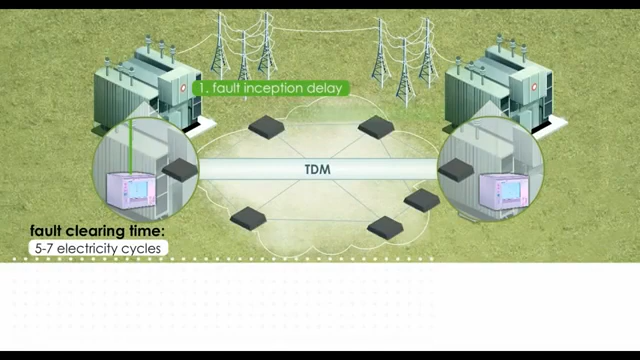 1. fault inception delay
TDM
fault clearing time:
5-7 electricity cycles